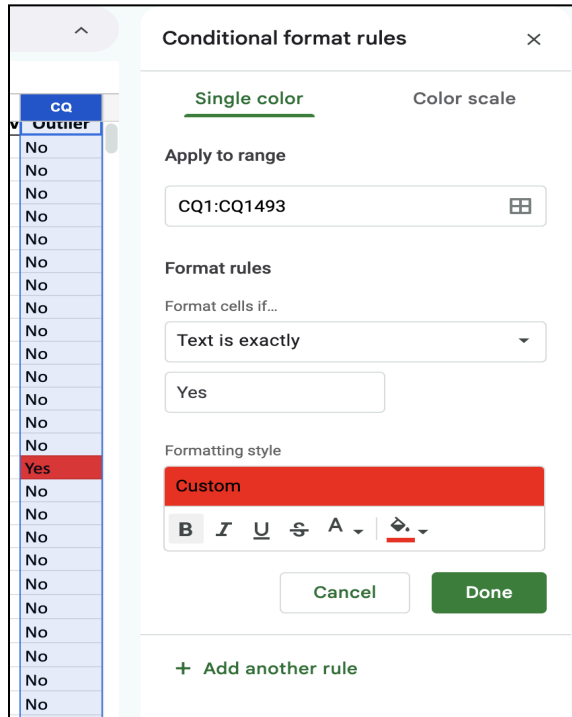 CQ
Outlier
No
No
No
No
No
No
No
No
No
No
No
No
No
No
Yes
No
No
No
No
No
No
No
No
No
No
Conditional format rules
Single color
Color scale
Apply to range
CQ1:CQ1493
Format rules
Format cells if…
Text is exactly
Yes
Formatting style
Custom
B I U S A
Cancel
Done
+ Add another rule